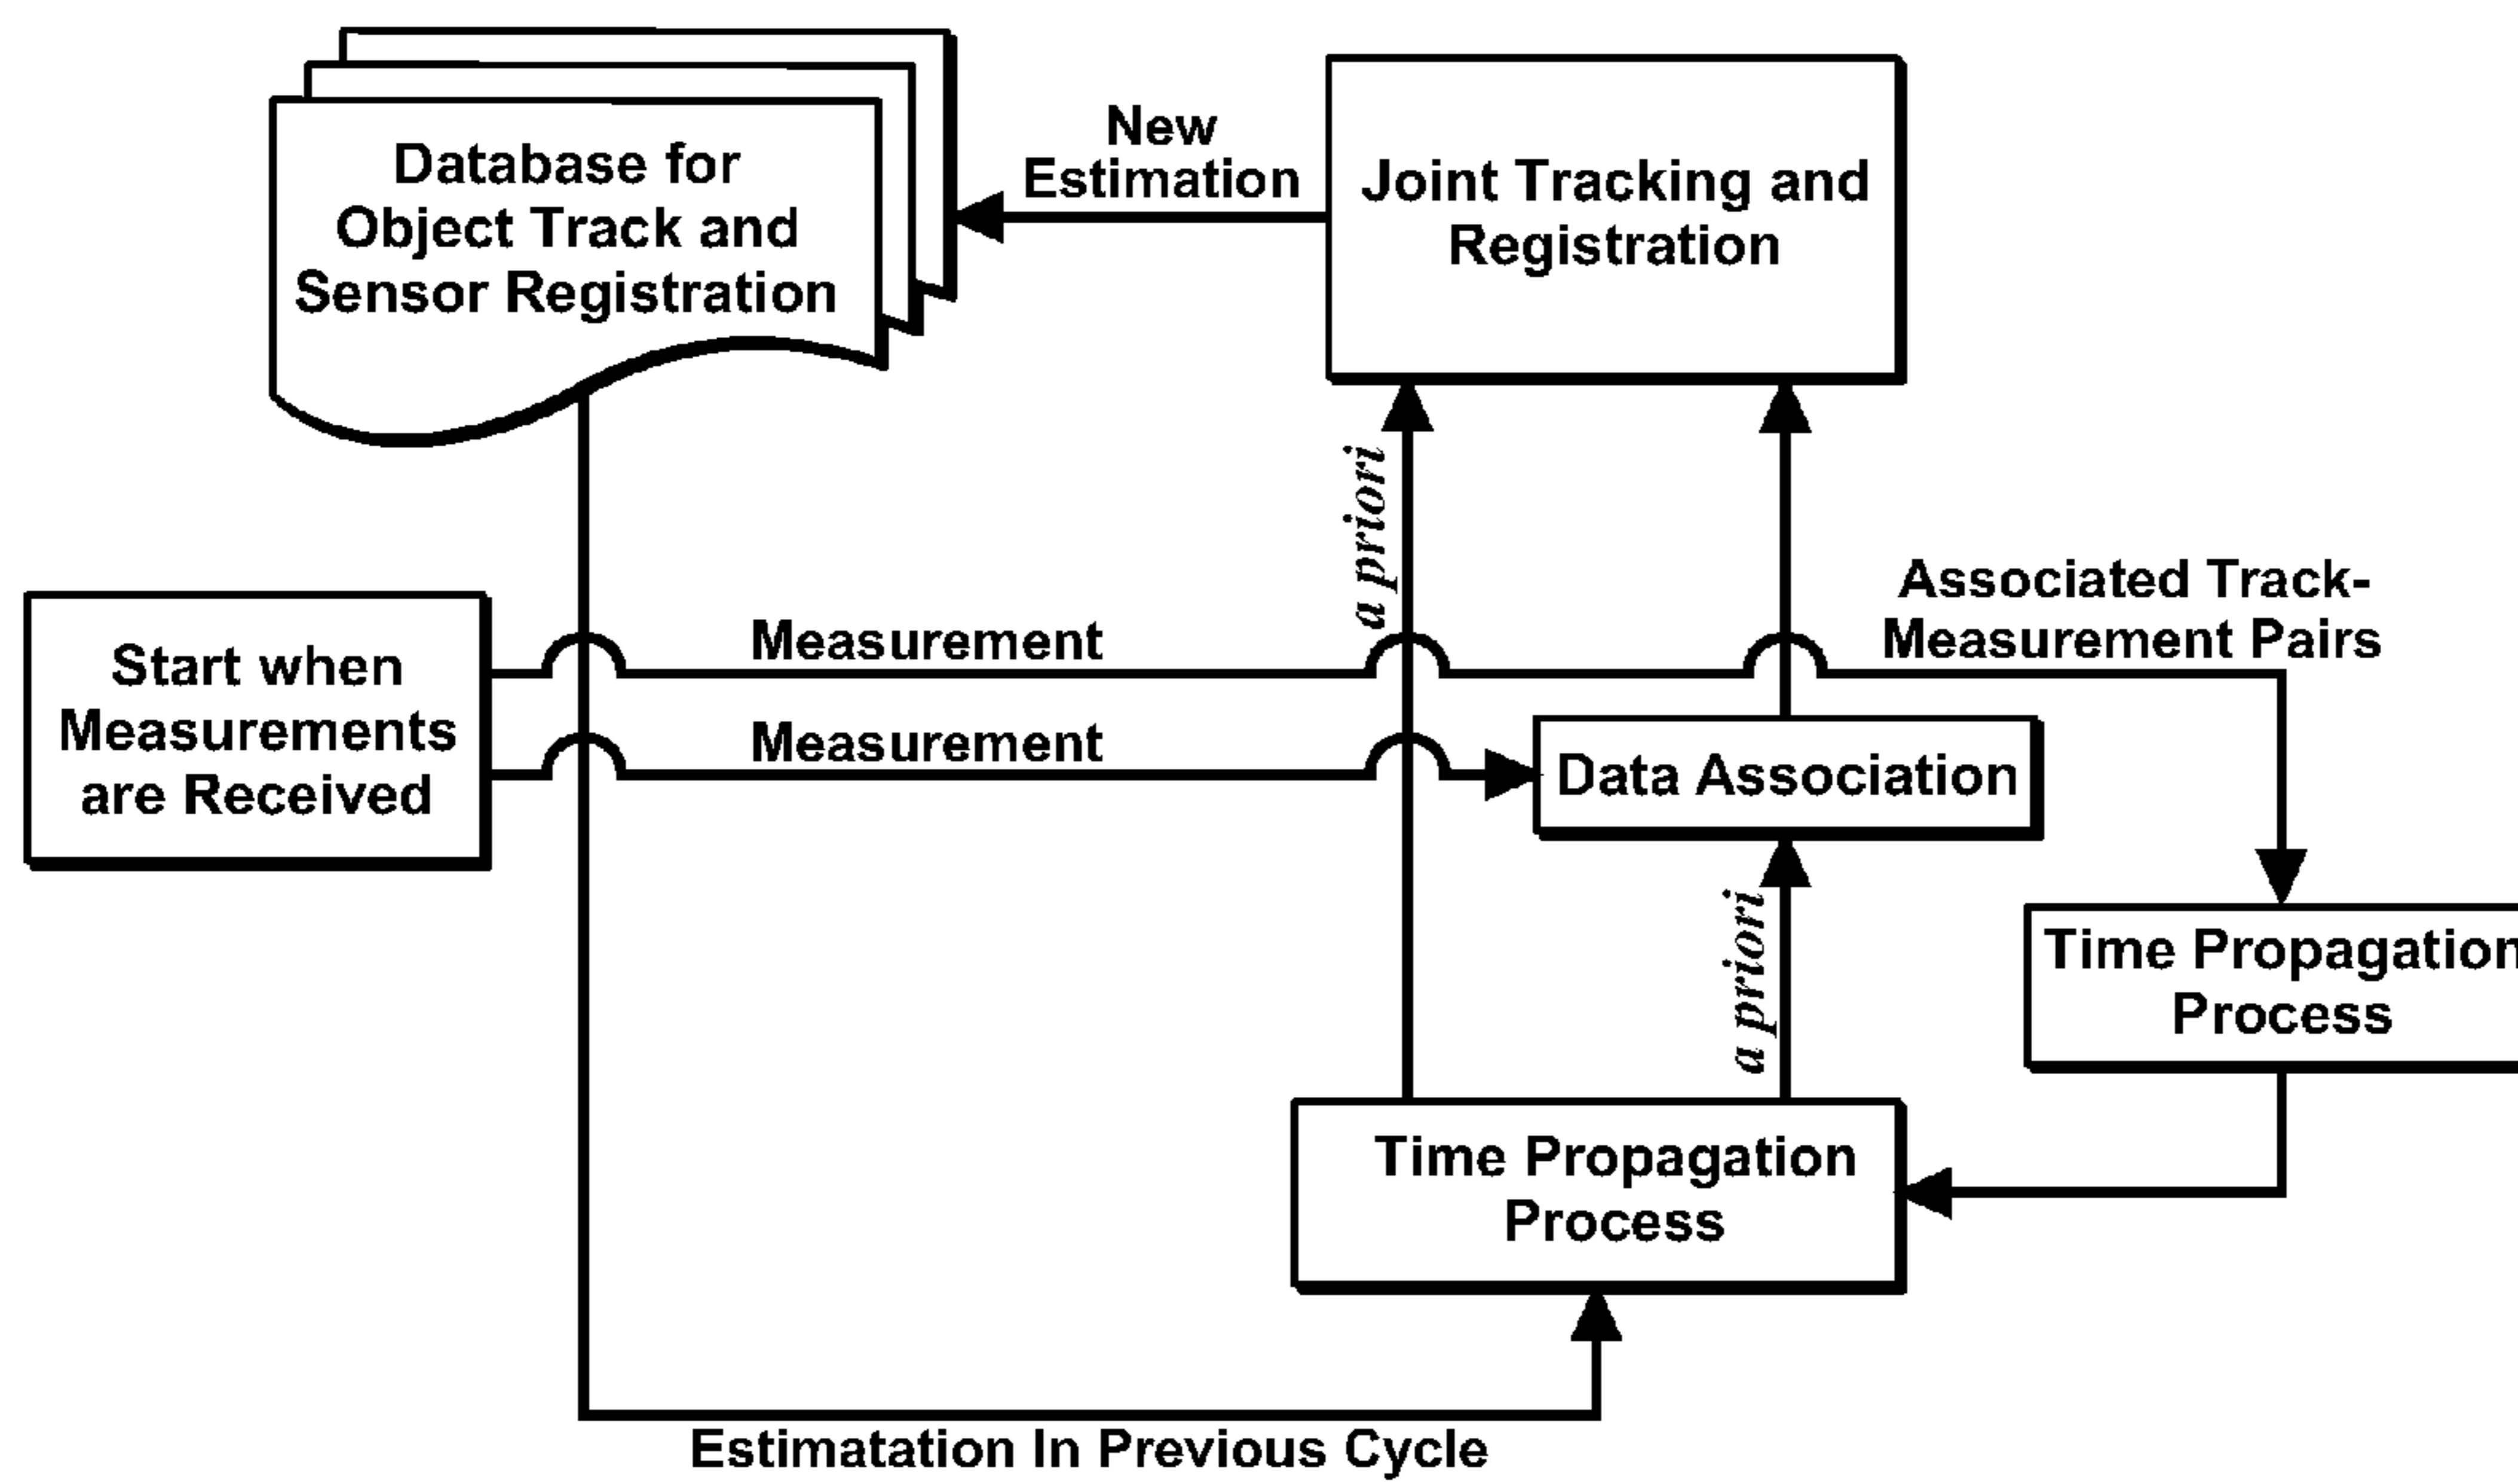 Database for
Object Track and
Sensor Registration
New
Estimation
Joint Tracking and
Registration
a priori
Associated Track-
Measurement Pairs
Start when
Measurements
are Received
Measurement
Measurement
Data Association
a priori
Time Propagation
Process
Time Propagation
Process
Estimatation In Previous Cycle